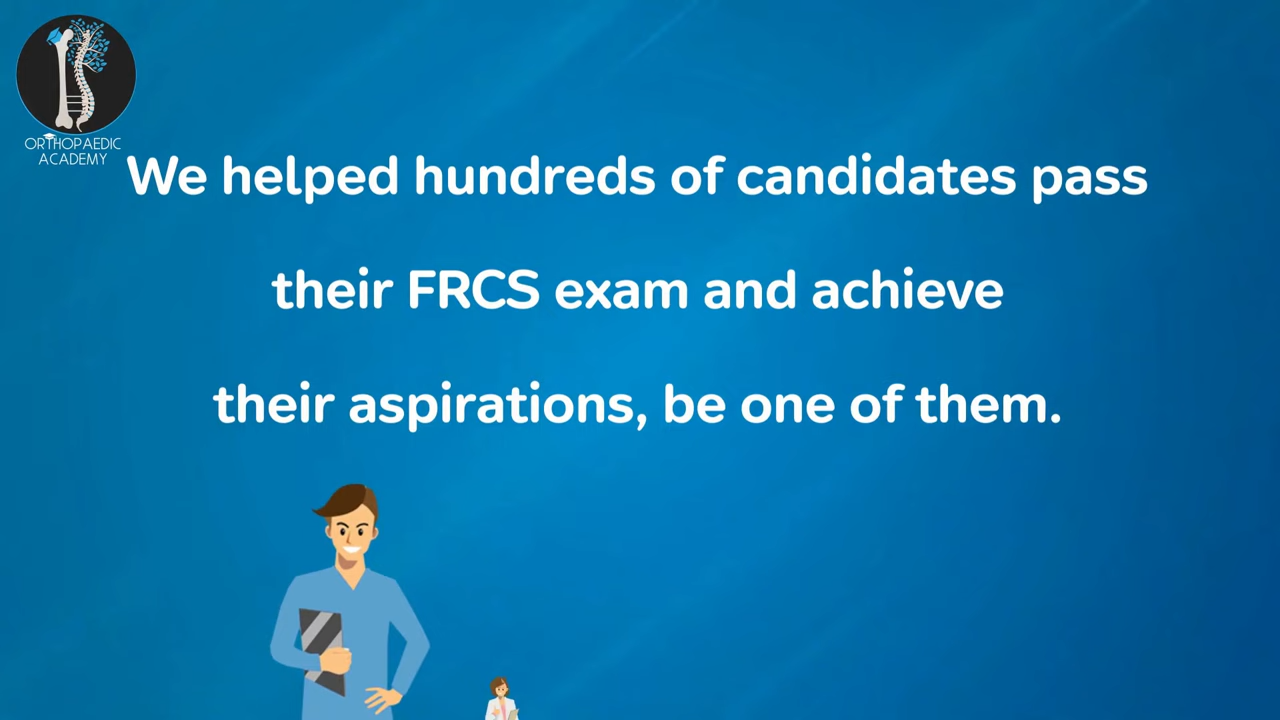 ORTHOPAEDIC
ACADEMY
We helped hundreds of candidates pass
their FRCS exam and achieve
their aspirations, be one of them.